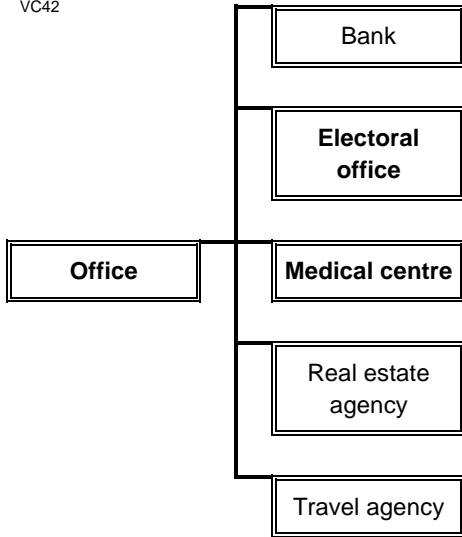 VC42
Bank
Electoral
office
Office
Medical centre
Real estate
agency
Travel agency